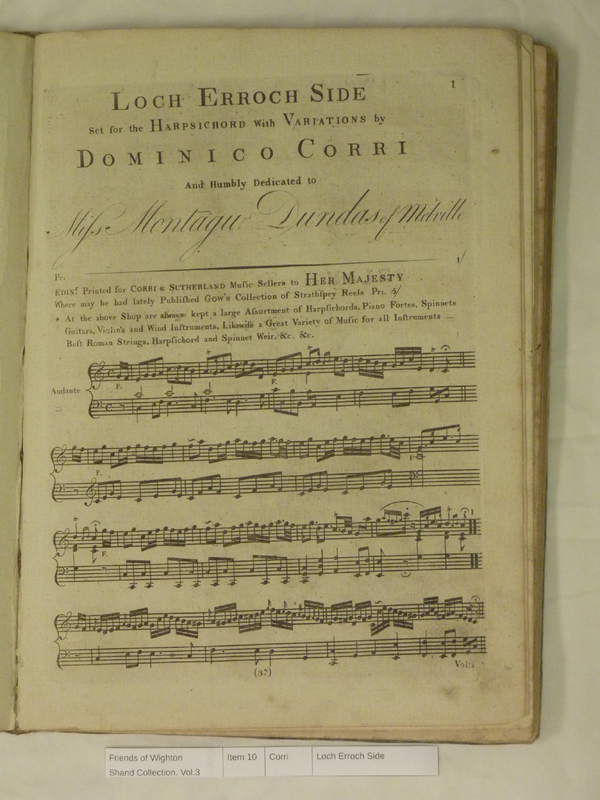 1
LOCH ERROCH SIDE
Set for the HARPSICHORD With VARIATIONS by
DOMINICO CORRI
And Humbly Dedicated to
Miſs Montagu Dundas of Melville
Pr. 1/
EDINR. Printed for CORRI & SUTHERLAND Muſic Sellers to HER MAJESTY
Where may be had lately Publiſhed GOW'S Collection of Strathſpey Reels Pr: 5/
* At the above Shop are always kept a large Aſsurtment of Harpſichords, Piano Fortes, Spinnets
Guitars, Violin's and Wind Inſtruments, Likewiſe a Great Variety of Muſic for all Inſtruments —
Beſt Roman Strings, Harpſichord and Spinnet Weir. &c. &c.
F. F.
Andante
F. F
F.
1
(37)
Friends of Wighton Item 10 Corri Loch Erroch Side
Shand Collection. Vol.3